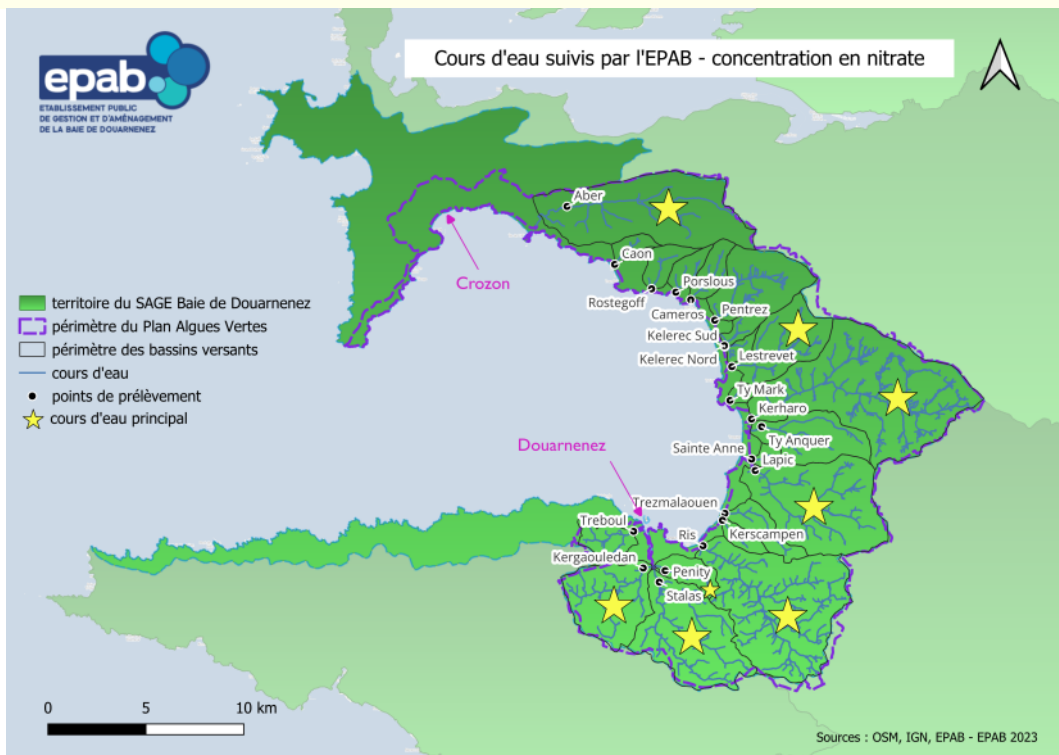 epab
ETABLISSEMENT PUBLIC
DE GESTION ET D'AMÉNAGEMENT
DE LA BAIE DE DOUARNENEZ
Cours d'eau suivis par l'EPAB - concentration en nitrate
Aber
Crozon
Caon
Rostegoff
Porslous
Cameros
Pentrez
Kelerec Sud
Kelerec Nord
Lestrevet
Ty Mark
Kerharo
Ty Anquer
Sainte Anne
Lapic
Douarnenez
Trezmalaouen
Kerscampen
Treboul
Ris
Kergaouledan
Penity
Stalas
territoire du SAGE Baie de Douarnenez
périmètre du Plan Algues Vertes
périmètre des bassins versants
cours d'eau
points de prélèvement
cours d'eau principal
0 5 10 km
Sources : OSM, IGN, EPAB - EPAB 2023